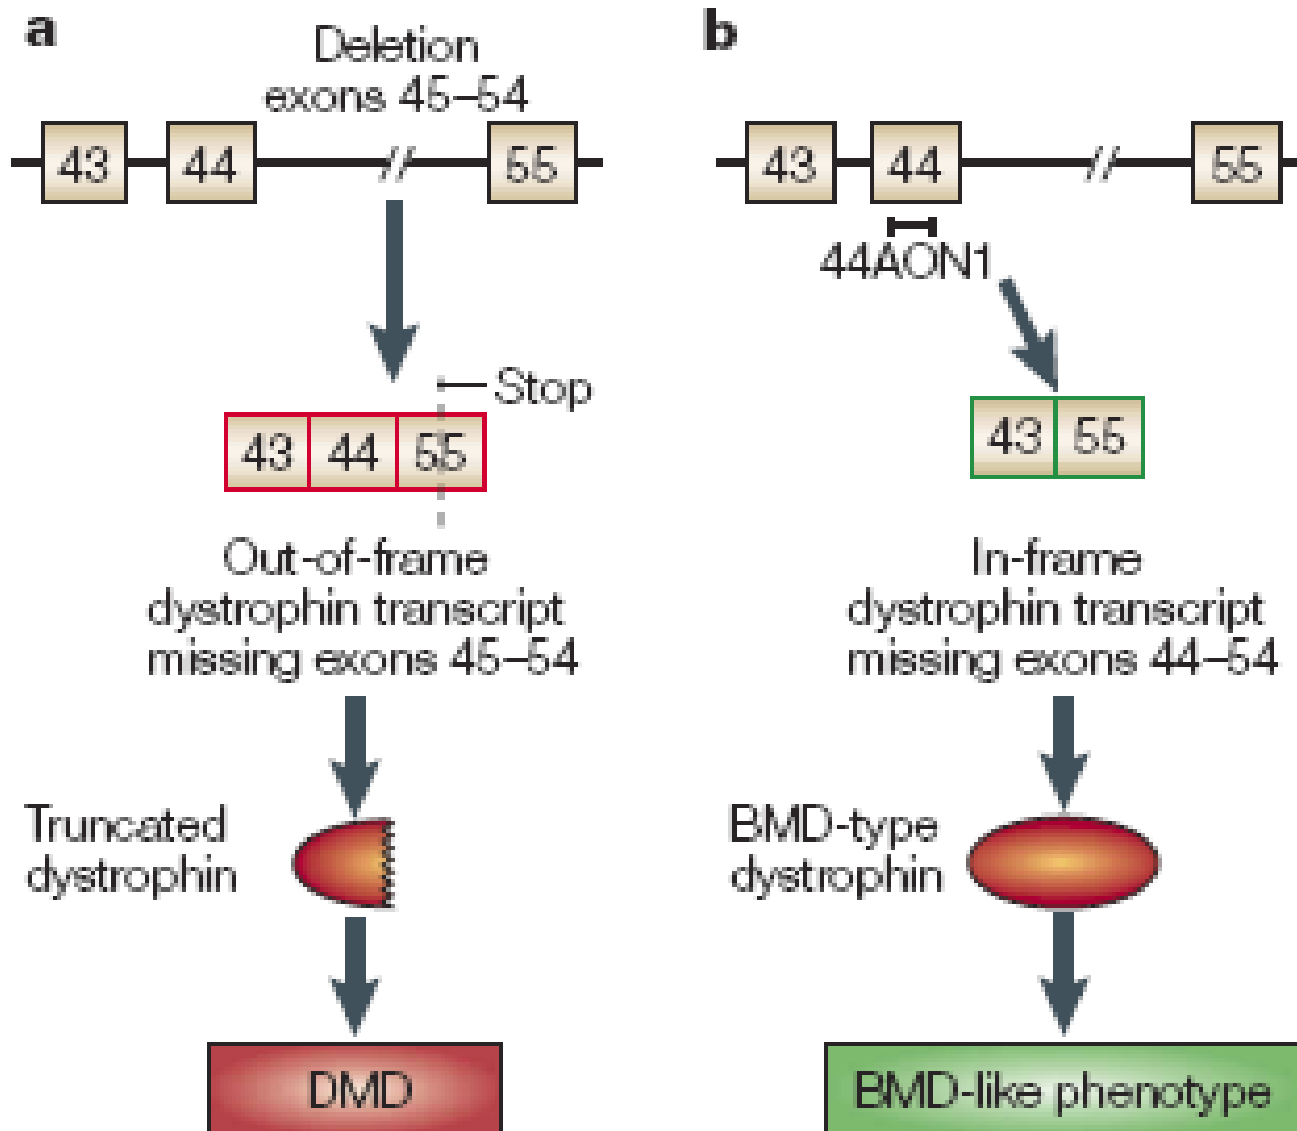 a
Deletion
exons 45–54
43 44 // 55
Stop
43 44 55
Out-of-frame
dystrophin transcript
missing exons 45–54
Truncated
dystrophin
DMD
b
43 44 // 55
44AON1
43 55
In-frame
dystrophin transcript
missing exons 44–54
BMD-type
dystrophin
BMD-like phenotype